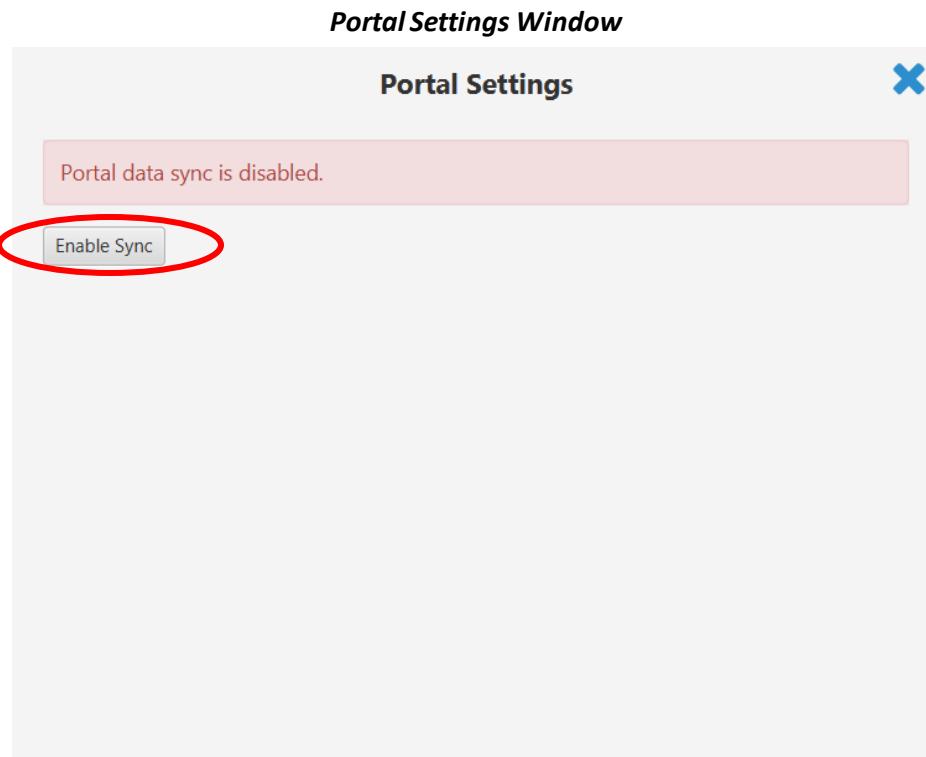 Portal Settings Window
Portal Settings
Portal data sync is disabled.
Enable Sync